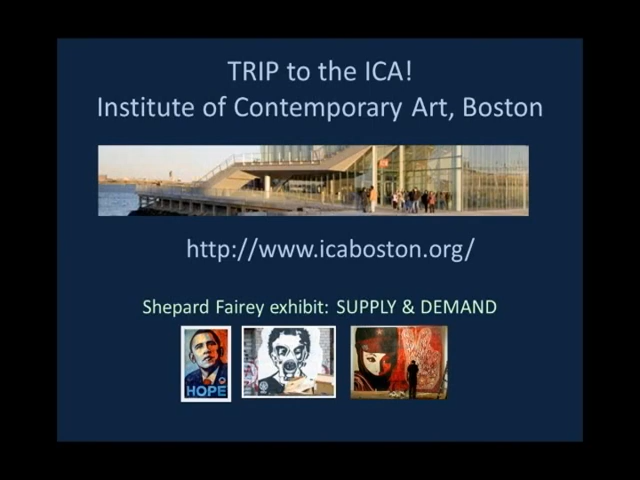 TRIP to the ICA!
Institute of Contemporary Art, Boston
http://www.icaboston.org/
Shepard Fairey exhibit: SUPPLY & DEMAND
HOPE